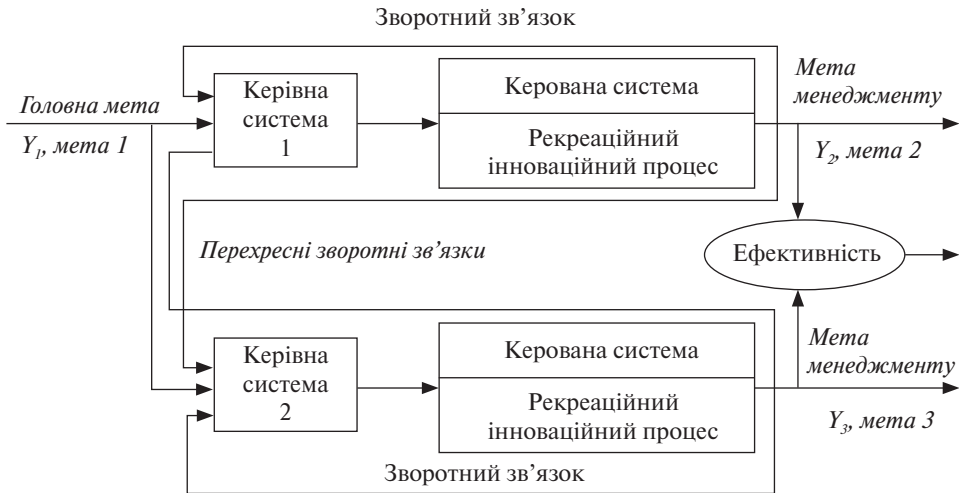 Зворотний зв'язок
Головна мета
Y1, мета 1
Керівна
система
1
Керована система
Рекреаційний
інноваційний процес
Мета
менеджменту
Y2, мета 2
Перехресні зворотні зв'язки
Ефективність
Керівна
система
2
Керована система
Рекреаційний
інноваційний процес
Мета
менеджменту
Y3, мета 3
Зворотний зв'язок